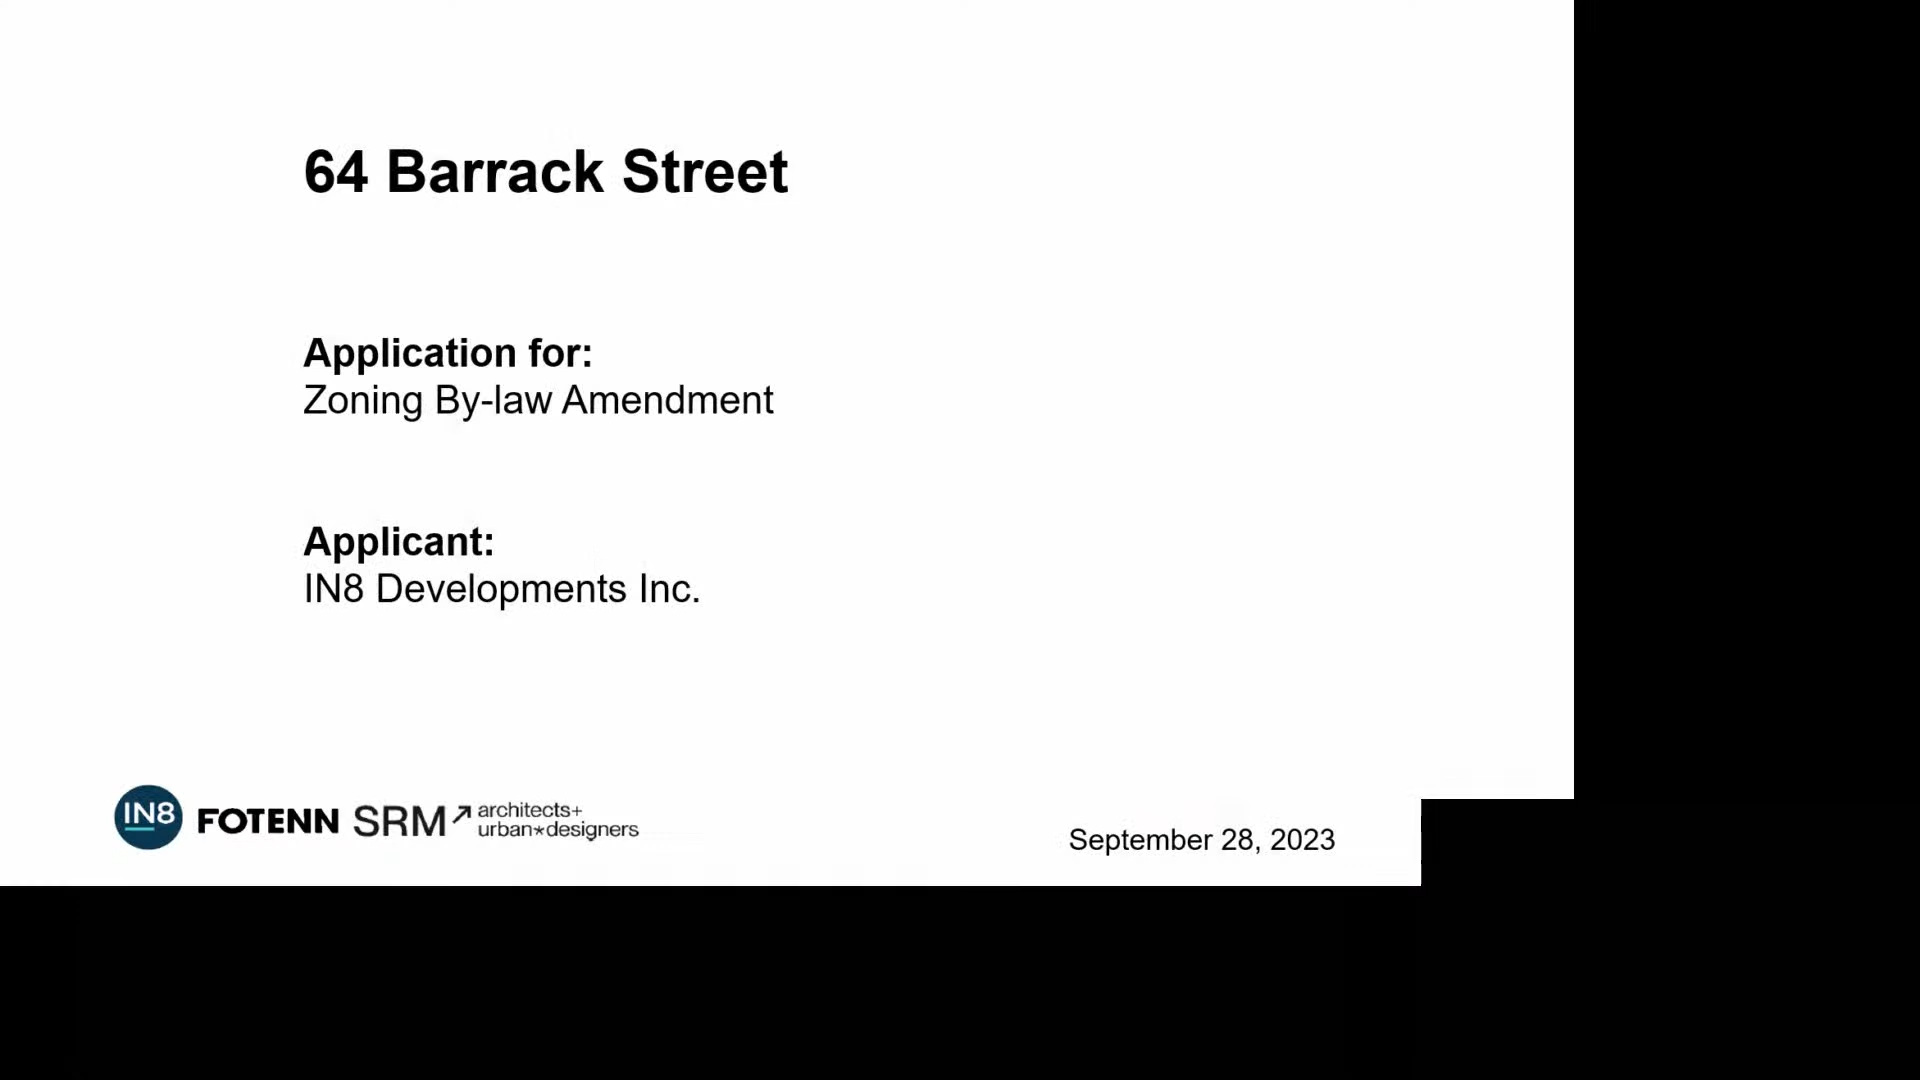 64 Barrack Street
Application for:
Zoning By-law Amendment
Applicant:
IN8 Developments Inc.
IN8 FOTENN SRM architects+
urban*designers
September 28, 2023